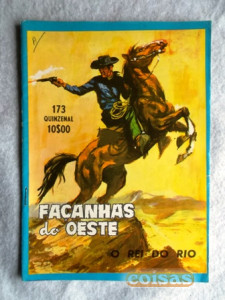 173
QUINZENAL
10$00
FAÇANHAS
do OESTE
O REI DO RIO
coisas